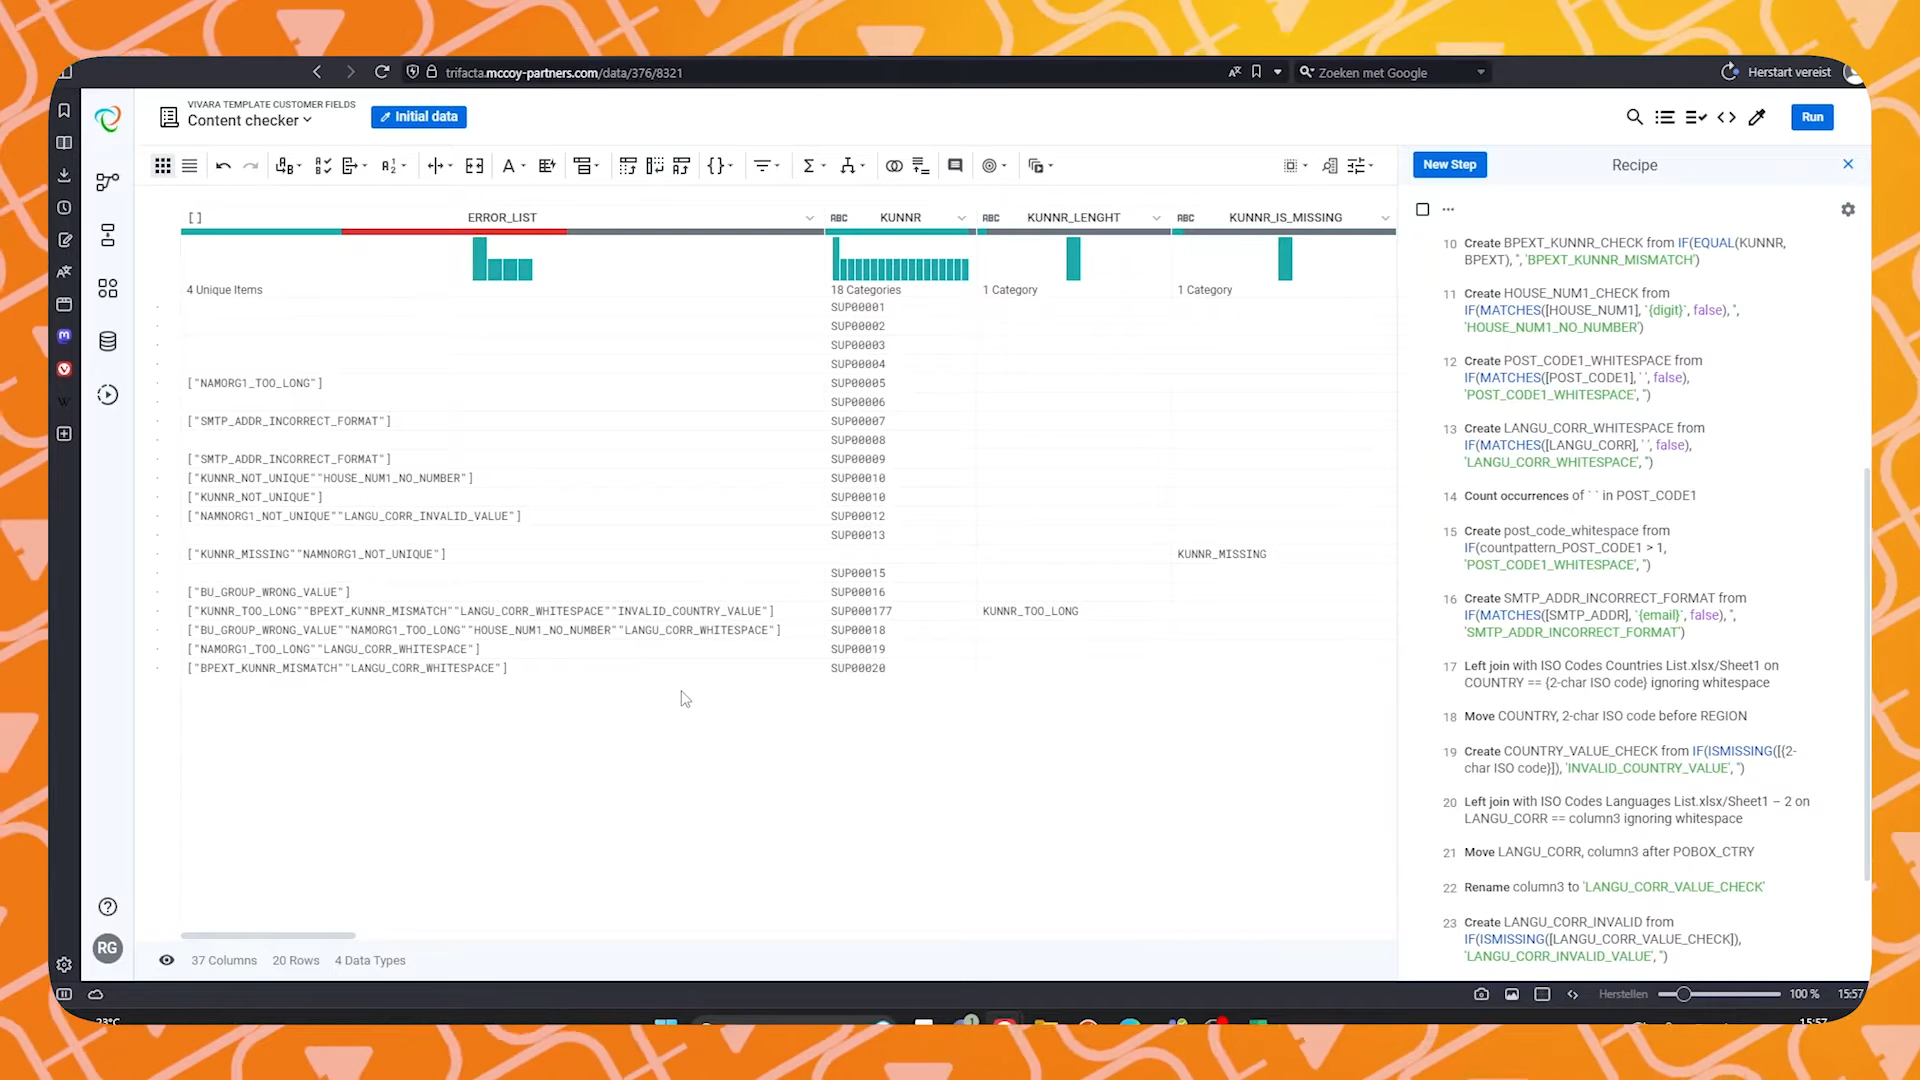 trifacta.mccoy-partners.com/data/376/8321
Zoeken met Google
Herstart vereist
VIVARA TEMPLATE CUSTOMER FIELDS
Content checker
Initial data
Run
New Step
Recipe
[ ] ERROR_LIST
ABC KUNNR
ABC KUNNR_LENGHT
ABC KUNNR_IS_MISSING
4 Unique Items
18 Categories
1 Category
1 Category
SUP00001
SUP00002
SUP00003
SUP00004
["NAMORG1_TOO_LONG"] SUP00005
SUP00006
["SMTP_ADDR_INCORRECT_FORMAT"] SUP00007
SUP00008
["SMTP_ADDR_INCORRECT_FORMAT"] SUP00009
["KUNNR_NOT_UNIQUE""HOUSE_NUM1_NO_NUMBER"] SUP00010
["KUNNR_NOT_UNIQUE"] SUP00010
["NAMNORG1_NOT_UNIQUE""LANGU_CORR_INVALID_VALUE"] SUP00012
SUP00013
["KUNNR_MISSING""NAMNORG1_NOT_UNIQUE"] KUNNR_MISSING
SUP00015
["BU_GROUP_WRONG_VALUE"] SUP00016
["KUNNR_TOO_LONG""BPEXT_KUNNR_MISMATCH""LANGU_CORR_WHITESPACE""INVALID_COUNTRY_VALUE"] SUP000177 KUNNR_TOO_LONG
["BU_GROUP_WRONG_VALUE""NAMORG1_TOO_LONG""HOUSE_NUM1_NO_NUMBER""LANGU_CORR_WHITESPACE"] SUP00018
["NAMORG1_TOO_LONG""LANGU_CORR_WHITESPACE"] SUP00019
["BPEXT_KUNNR_MISMATCH""LANGU_CORR_WHITESPACE"] SUP00020
10 Create BPEXT_KUNNR_CHECK from IF(EQUAL(KUNNR,
BPEXT), '', 'BPEXT_KUNNR_MISMATCH')
11 Create HOUSE_NUM1_CHECK from
IF(MATCHES([HOUSE_NUM1], `{digit}`, false), '',
'HOUSE_NUM1_NO_NUMBER')
12 Create POST_CODE1_WHITESPACE from
IF(MATCHES([POST_CODE1], ' ', false),
'POST_CODE1_WHITESPACE', '')
13 Create LANGU_CORR_WHITESPACE from
IF(MATCHES([LANGU_CORR], ' ', false),
'LANGU_CORR_WHITESPACE', '')
14 Count occurrences of ` ` in POST_CODE1
15 Create post_code_whitespace from
IF(countpattern_POST_CODE1 > 1,
'POST_CODE1_WHITESPACE', '')
16 Create SMTP_ADDR_INCORRECT_FORMAT from
IF(MATCHES([SMTP_ADDR], `{email}`, false), '',
'SMTP_ADDR_INCORRECT_FORMAT')
17 Left join with ISO Codes Countries List.xlsx/Sheet1 on
COUNTRY == {2-char ISO code} ignoring whitespace
18 Move COUNTRY, 2-char ISO code before REGION
19 Create COUNTRY_VALUE_CHECK from IF(ISMISSING([{2-
char ISO code}]), 'INVALID_COUNTRY_VALUE', '')
20 Left join with ISO Codes Languages List.xlsx/Sheet1 – 2 on
LANGU_CORR == column3 ignoring whitespace
21 Move LANGU_CORR, column3 after POBOX_CTRY
22 Rename column3 to 'LANGU_CORR_VALUE_CHECK'
23 Create LANGU_CORR_INVALID from
IF(ISMISSING([LANGU_CORR_VALUE_CHECK]),
'LANGU_CORR_INVALID_VALUE', '')
RG
37 Columns 20 Rows 4 Data Types
Herstellen
100 %
15:57
23°C
15:57